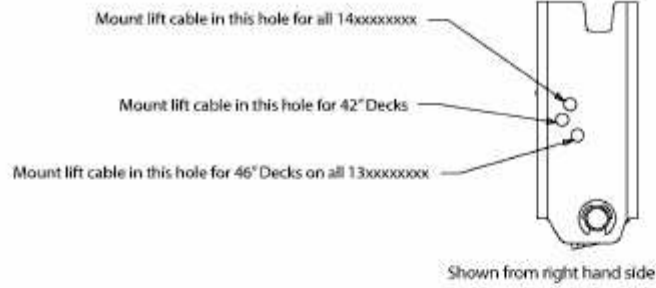 Mount lift cable in this hole for all 14xxxxxxxx
Mount lift cable in this hole for 42" Decks
Mount lift cable in this hole for 46" Decks on all 13xxxxxxxx
Shown from right hand side